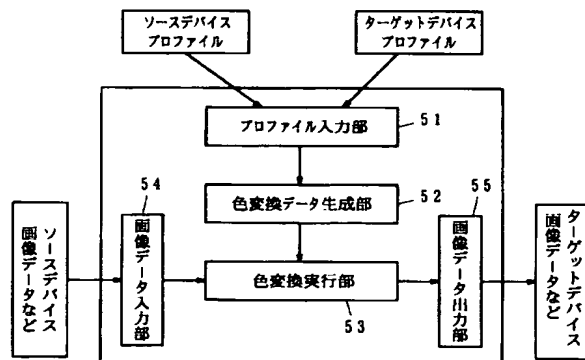 ソースデバイス
プロファイル
ターゲットデバイス
プロファイル
プロファイル入力部
51
色変換データ生成部
52
54
55
ソースデバイス
画像データなど
画像データ入力部
色変換実行部
53
画像データ出力部
ターゲットデバイス
画像データなど